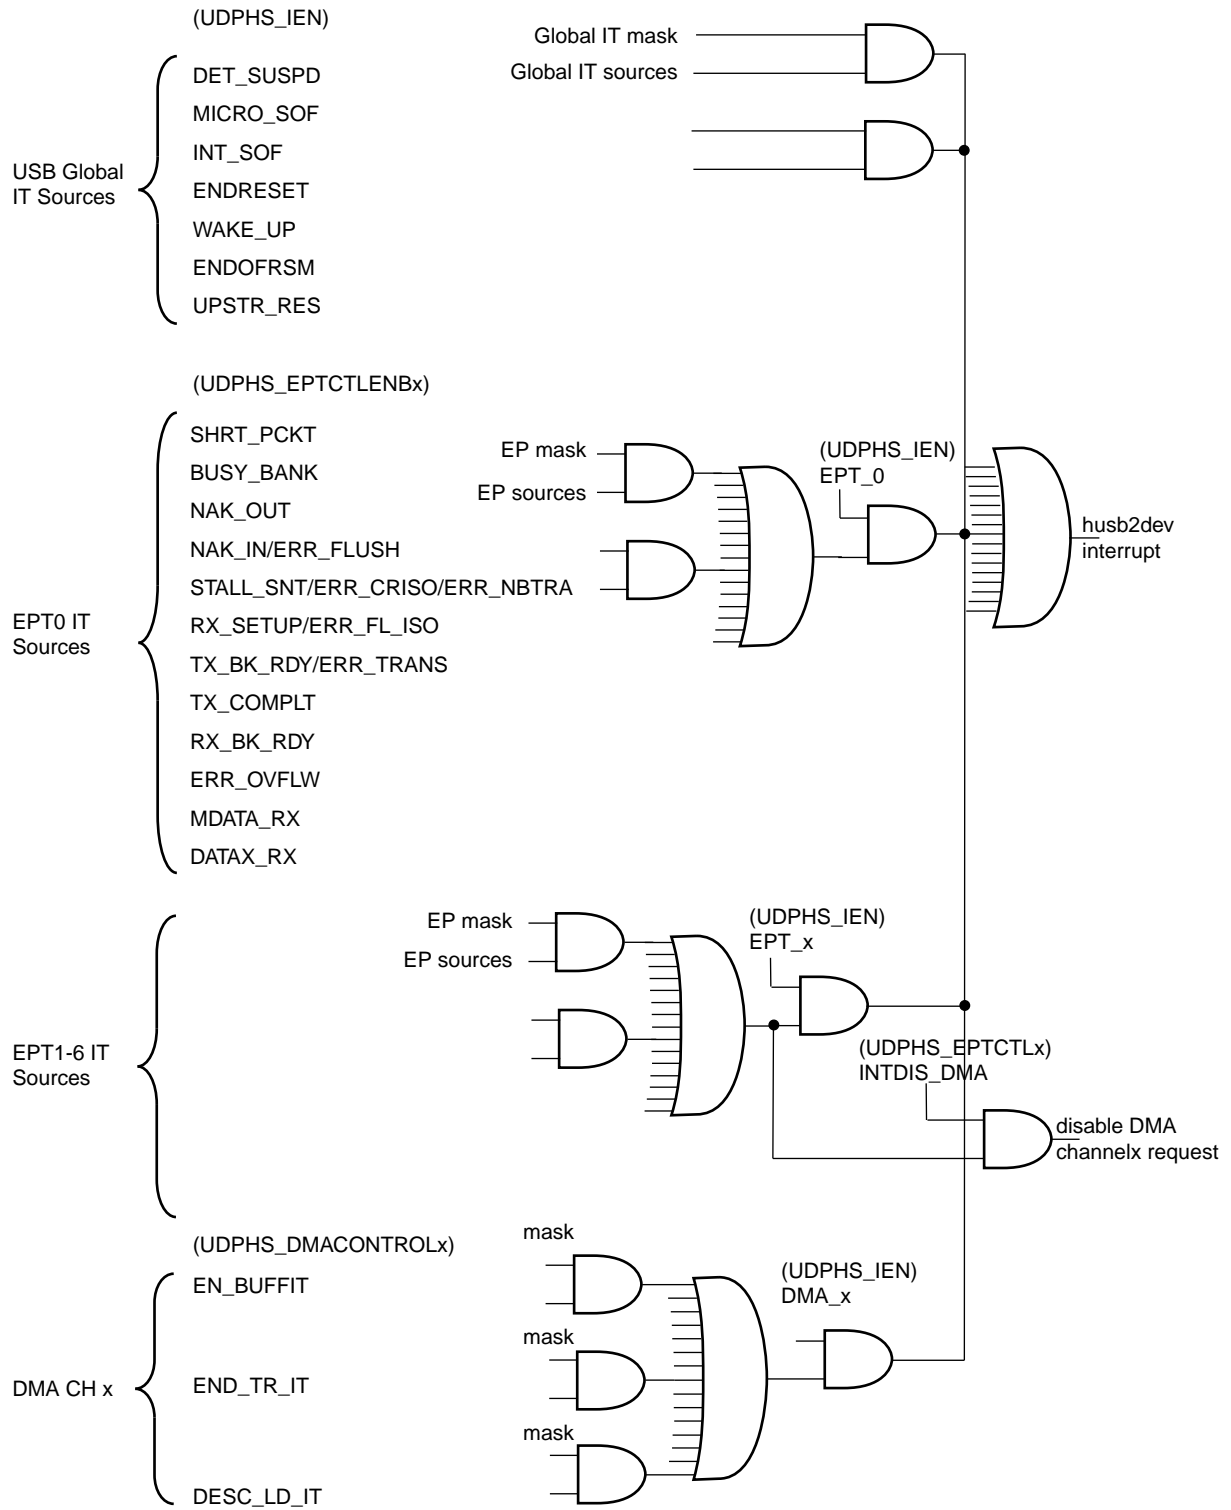 (UDPHS_IEN)
Global IT mask
Global IT sources
DET_SUSPD
MICRO_SOF
INT_SOF
ENDRESET
WAKE_UP
ENDOFRSM
UPSTR_RES
USB Global
IT Sources
(UDPHS_EPTCTLENBx)
SHRT_PCKT
BUSY_BANK
NAK_OUT
NAK_IN/ERR_FLUSH
STALL_SNT/ERR_CRISO/ERR_NBTRA
RX_SETUP/ERR_FL_ISO
TX_BK_RDY/ERR_TRANS
TX_COMPLT
RX_BK_RDY
ERR_OVFLW
MDATA_RX
DATAX_RX
EPT0 IT
Sources
EP mask
EP sources
(UDPHS_IEN)
EPT_0
husb2dev
interrupt
EP mask
EP sources
(UDPHS_IEN)
EPT_x
EPT1-6 IT
Sources
(UDPHS_EPTCTLx)
INTDIS_DMA
disable DMA
channelx request
(UDPHS_DMACONTROLx)
mask
EN_BUFFIT
(UDPHS_IEN)
DMA_x
mask
DMA CH x
END_TR_IT
mask
DESC_LD_IT